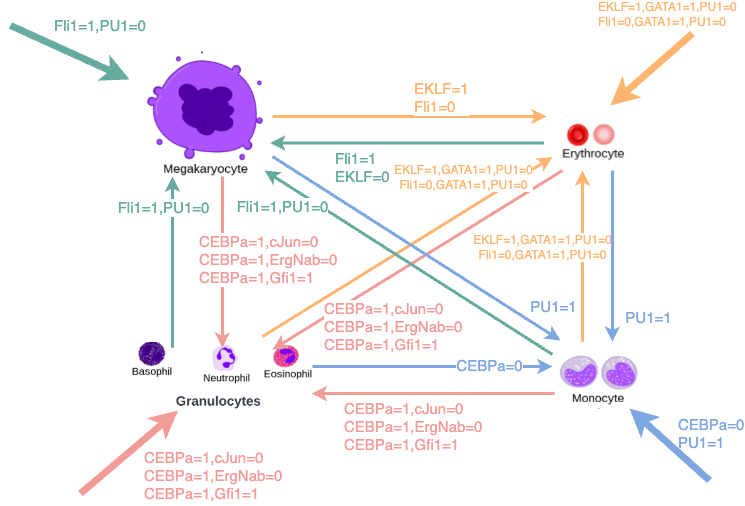 EKLF=1,GATA1=1,PU1=0
Fli1=0,GATA1=1,PU1=0
Fli1=1,PU1=0
EKLF=1
Fli1=0
Megakaryocyte
Erythrocyte
Fli1=1
EKLF=0
EKLF=1,GATA1=1,PU1=0
Fli1=0,GATA1=1,PU1=0
Fli1=1,PU1=0
Fli1=1,PU1=0
CEBPa=1,cJun=0
CEBPa=1,ErgNab=0
CEBPa=1,Gfi1=1
EKLF=1,GATA1=1,PU1=0
Fli1=0,GATA1=1,PU1=0
PU1=1
PU1=1
CEBPa=1,cJun=0
CEBPa=1,ErgNab=0
CEBPa=1,Gfi1=1
Basophil
Neutrophil
Eosinophil
CEBPa=0
Granulocytes
Monocyte
CEBPa=1,cJun=0
CEBPa=1,ErgNab=0
CEBPa=1,Gfi1=1
CEBPa=0
PU1=1
CEBPa=1,cJun=0
CEBPa=1,ErgNab=0
CEBPa=1,Gfi1=1